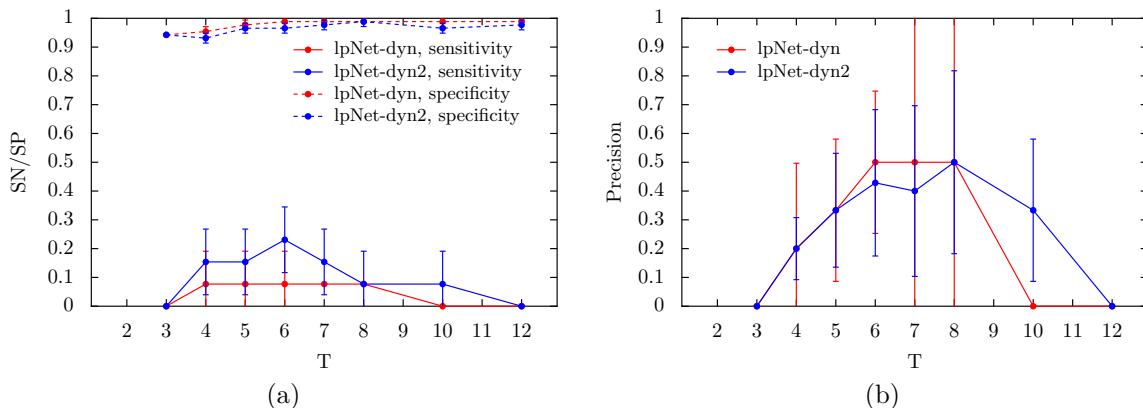 1
0.9
0.8
0.7
0.6
0.5
0.4
0.3
0.2
0.1
0
SN/SP
lpNet-dyn, sensitivity
lpNet-dyn2, sensitivity
lpNet-dyn, specificity
lpNet-dyn2, specificity
2 3 4 5 6 7 8 9 10 11 12
T
(a)
1
0.9
0.8
0.7
0.6
0.5
0.4
0.3
0.2
0.1
0
Precision
lpNet-dyn
lpNet-dyn2
2 3 4 5 6 7 8 9 10 11 12
T
(b)